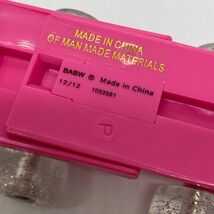 MADE IN CHINA
OF MAN MADE MATERIALS
BABW ® Made in China
12/12 1053881
P